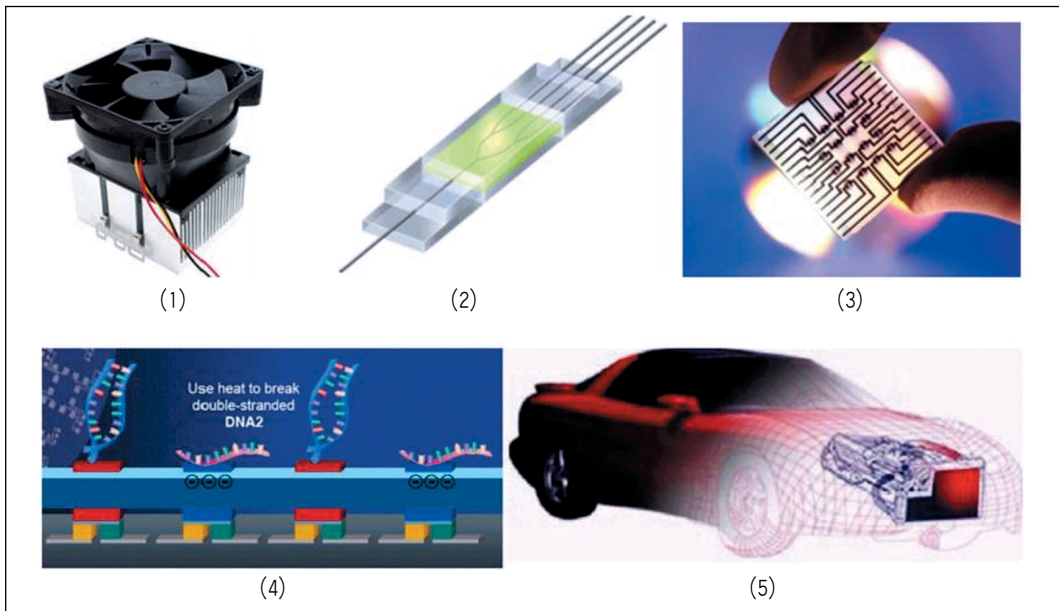 (1)
(2)
(3)
Use heat to break
double-stranded
DNA2
(4)
(5)